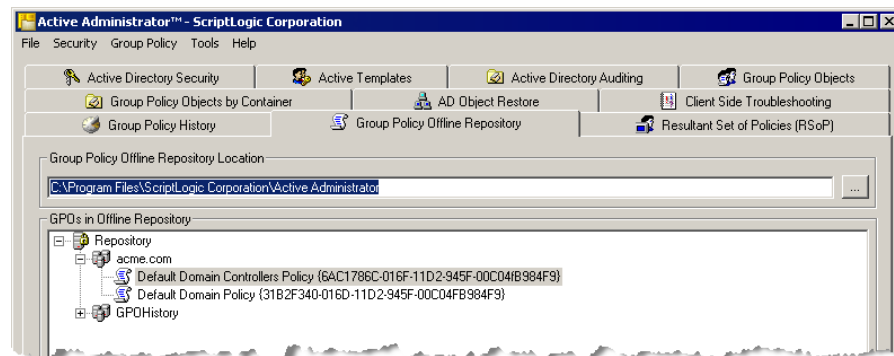 Active Administrator™ - ScriptLogic Corporation
File Security Group Policy Tools Help
Active Directory Security Active Templates Active Directory Auditing Group Policy Objects
Group Policy Objects by Container AD Object Restore Client Side Troubleshooting
Group Policy History Group Policy Offline Repository Resultant Set of Policies (RSoP)
Group Policy Offline Repository Location
C:\Program Files\ScriptLogic Corporation\Active Administrator
...
GPOs in Offline Repository
Repository
acme.com
Default Domain Controllers Policy {6AC1786C-016F-11D2-945F-00C04fB984F9}
Default Domain Policy {31B2F340-016D-11D2-945F-00C04FB984F9}
GPOHistory